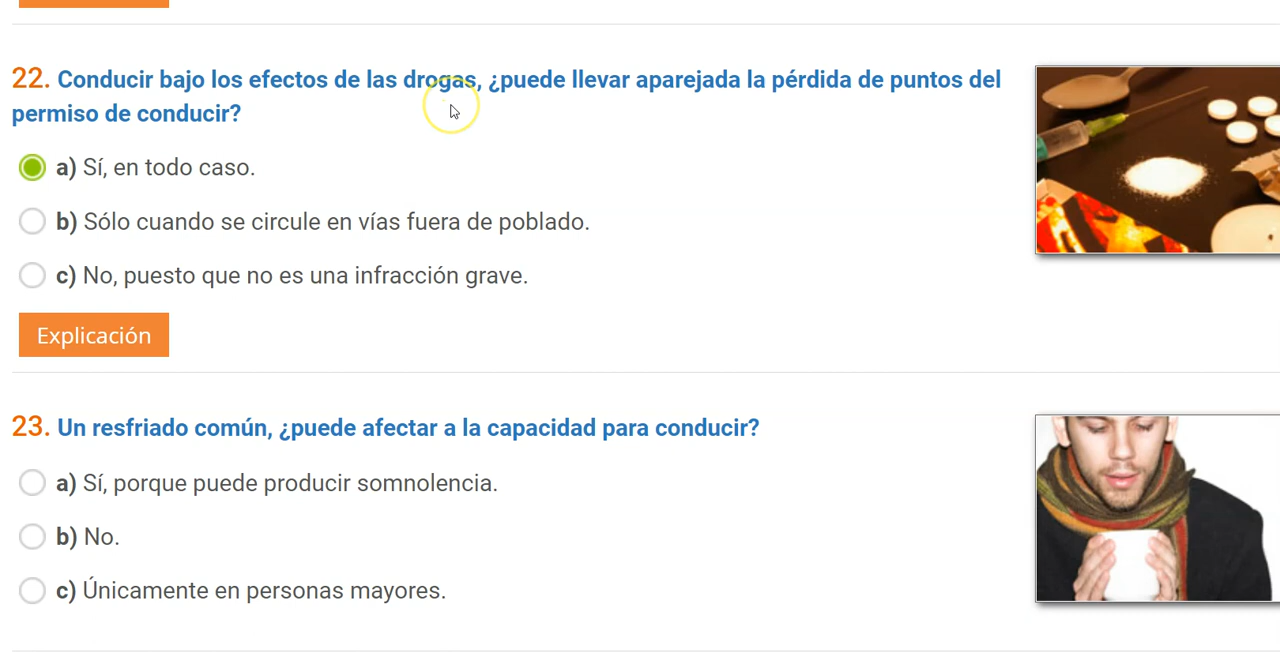 22. Conducir bajo los efectos de las drogas, ¿puede llevar aparejada la pérdida de puntos del
permiso de conducir?
a) Sí, en todo caso.
b) Sólo cuando se circule en vías fuera de poblado.
c) No, puesto que no es una infracción grave.
Explicación
23. Un resfriado común, ¿puede afectar a la capacidad para conducir?
a) Sí, porque puede producir somnolencia.
b) No.
c) Únicamente en personas mayores.